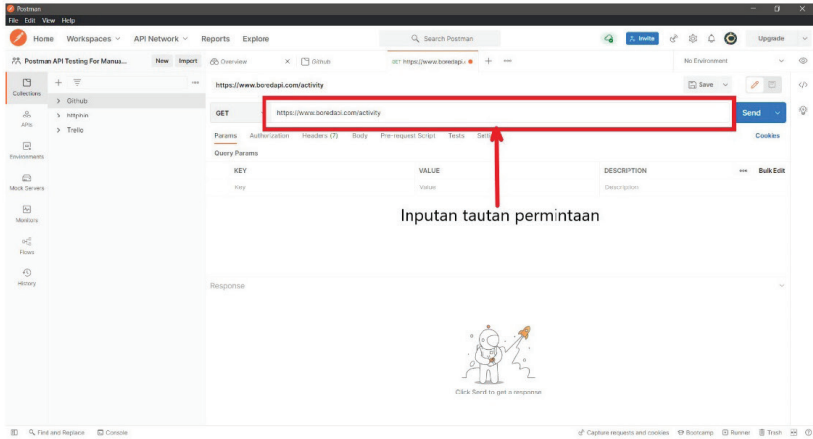 Postman
File Edit View Help
Home Workspaces API Network Reports Explore Search Postman Invite Upgrade
Postman API Testing For Manua... New Import Overview Github GET https://www.boredapi.c No Environment
https://www.boredapi.com/activity Save
Collections
Github
GET https://www.boredapi.com/activity Send
APIs
httpbin
Trello
Params Authorization Headers (7) Body Pre-request Script Tests Cookies
Environments
Query Params
KEY VALUE DESCRIPTION Bulk Edit
Key Value Description
Mock Servers
Monitors
Inputan tautan permintaan
Flows
History
Response
Click Send to get a response
Find and Replace Console Capture requests and cookies Bootcamp Runner Trash